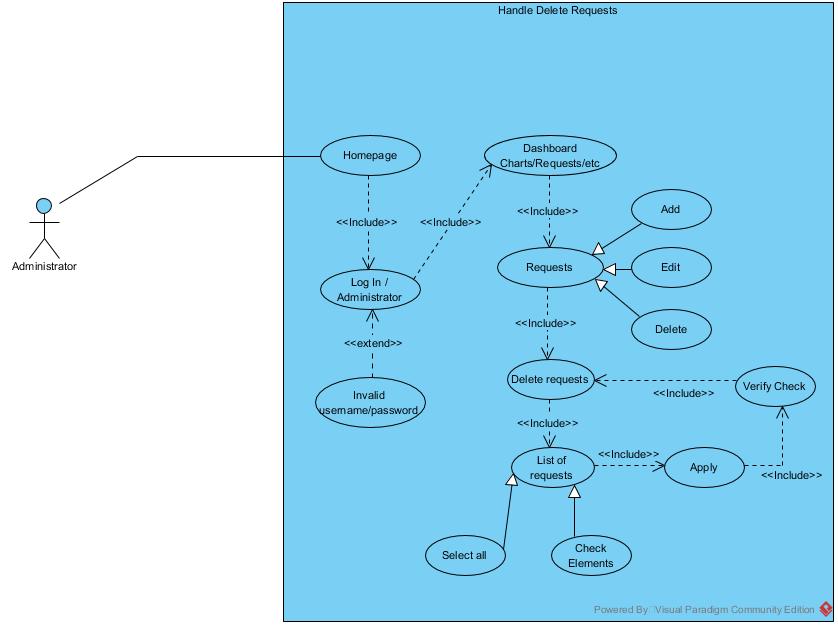 Handle Delete Requests
Homepage
Dashboard
Charts/Requests/etc
<<Include>>
<<Include>>
<<Include>>
Add
Administrator
Requests
Edit
Log In /
Administrator
<<Include>>
Delete
<<extend>>
Delete requests
Verify Check
<<Include>>
Invalid
username/password
<<Include>>
List of
requests
<<Include>>
Apply
<<Include>>
Select all
Check
Elements
Powered By Visual Paradigm Community Edition